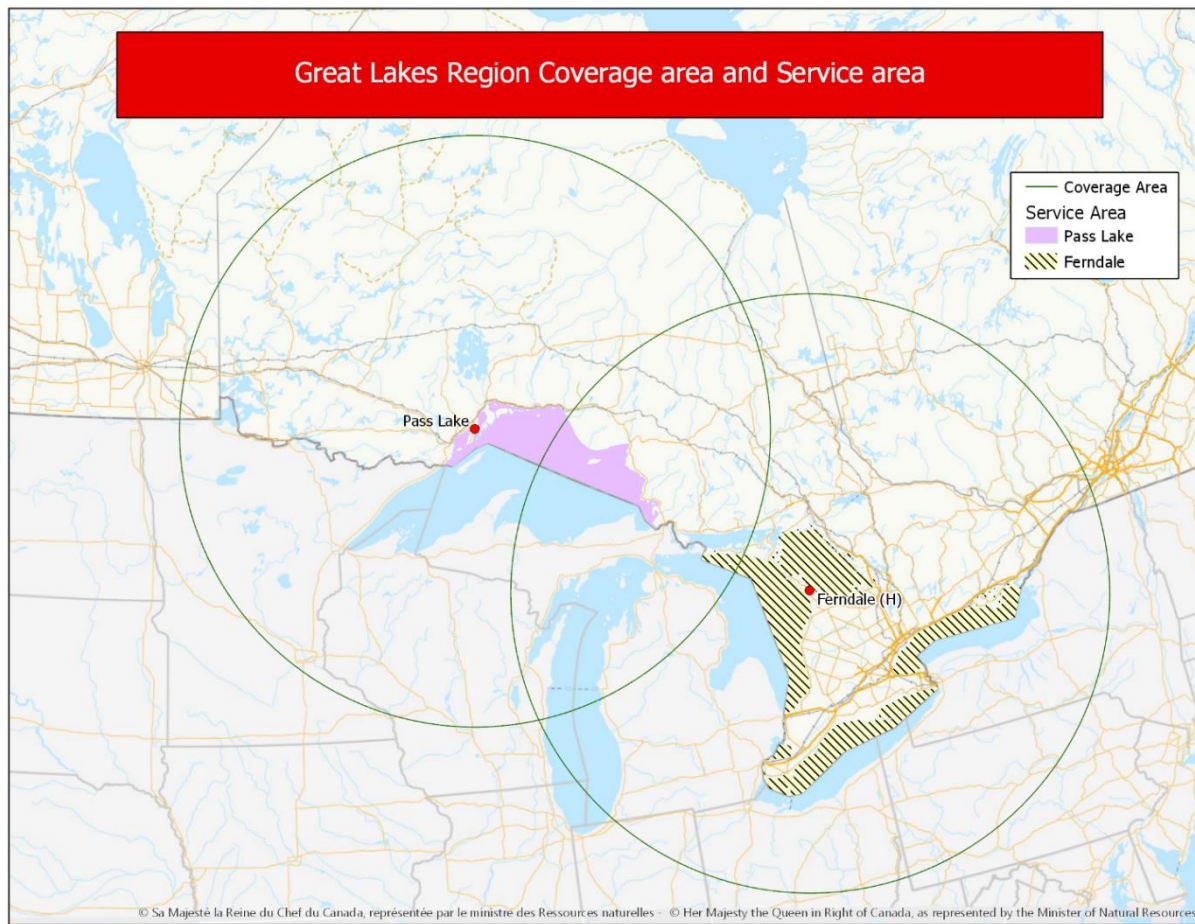 Great Lakes Region Coverage area and Service area
Coverage Area
Service Area
Pass Lake
Ferndale
Pass Lake
Ferndale (H)
© Sa Majesté la Reine du Chef du Canada, représentée par le ministre des Ressources naturelles - © Her Majesty the Queen in Right of Canada, as represented by the Minister of Natural Resources